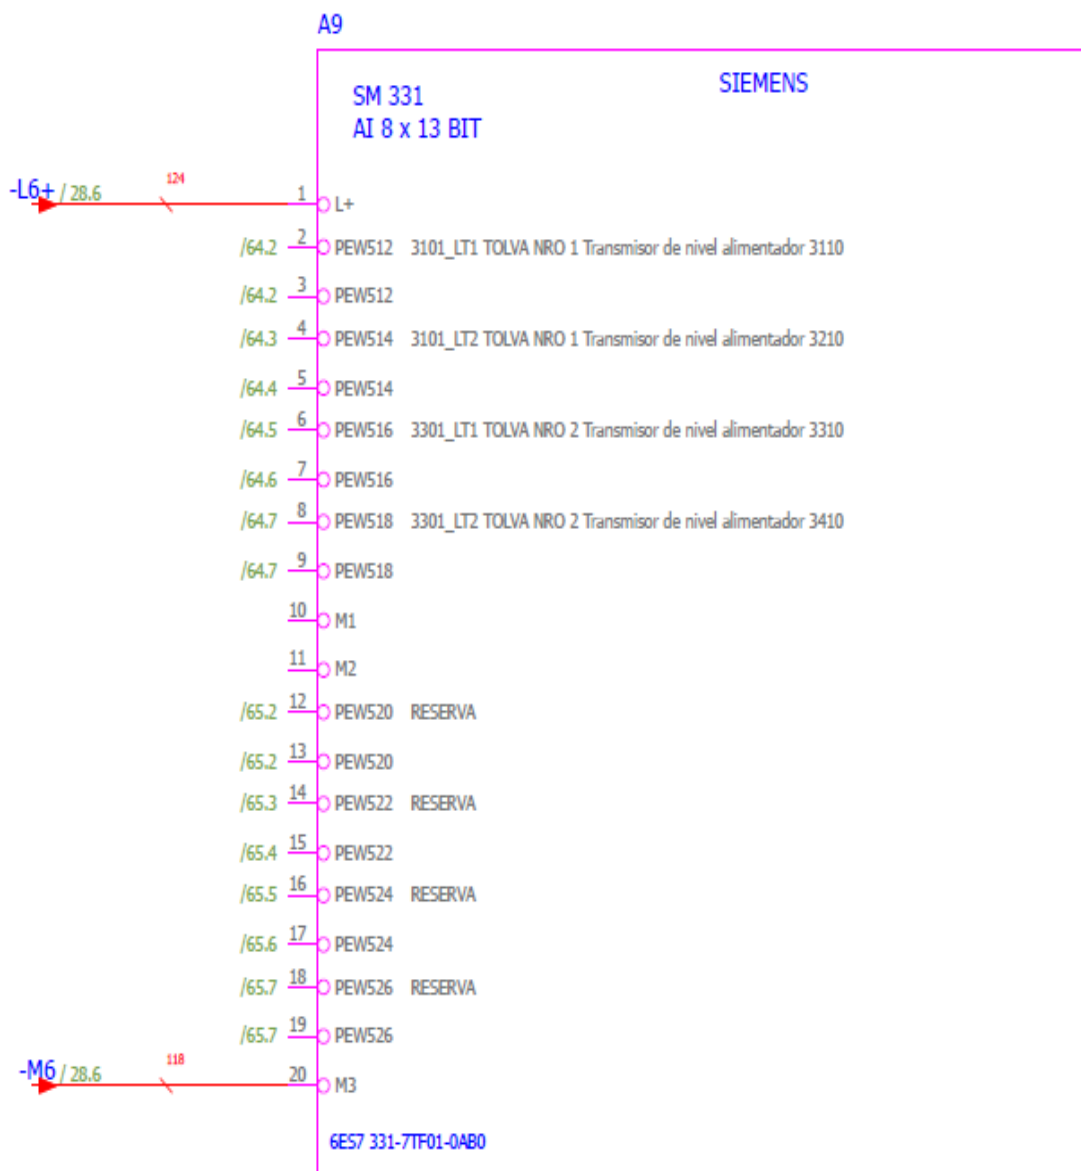 A9
SM 331 SIEMENS
AI 8 x 13 BIT
-L6+ / 28.6 124 1 L+
/64.2 2 PEW512 3101_LT1 TOLVA NRO 1 Transmisor de nivel alimentador 3110
/64.2 3 PEW512
/64.3 4 PEW514 3101_LT2 TOLVA NRO 1 Transmisor de nivel alimentador 3210
/64.4 5 PEW514
/64.5 6 PEW516 3301_LT1 TOLVA NRO 2 Transmisor de nivel alimentador 3310
/64.6 7 PEW516
/64.7 8 PEW518 3301_LT2 TOLVA NRO 2 Transmisor de nivel alimentador 3410
/64.7 9 PEW518
10 M1
11 M2
/65.2 12 PEW520 RESERVA
/65.2 13 PEW520
/65.3 14 PEW522 RESERVA
/65.4 15 PEW522
/65.5 16 PEW524 RESERVA
/65.6 17 PEW524
/65.7 18 PEW526 RESERVA
/65.7 19 PEW526
-M6 / 28.6 118 20 M3
6ES7 331-7TF01-0AB0